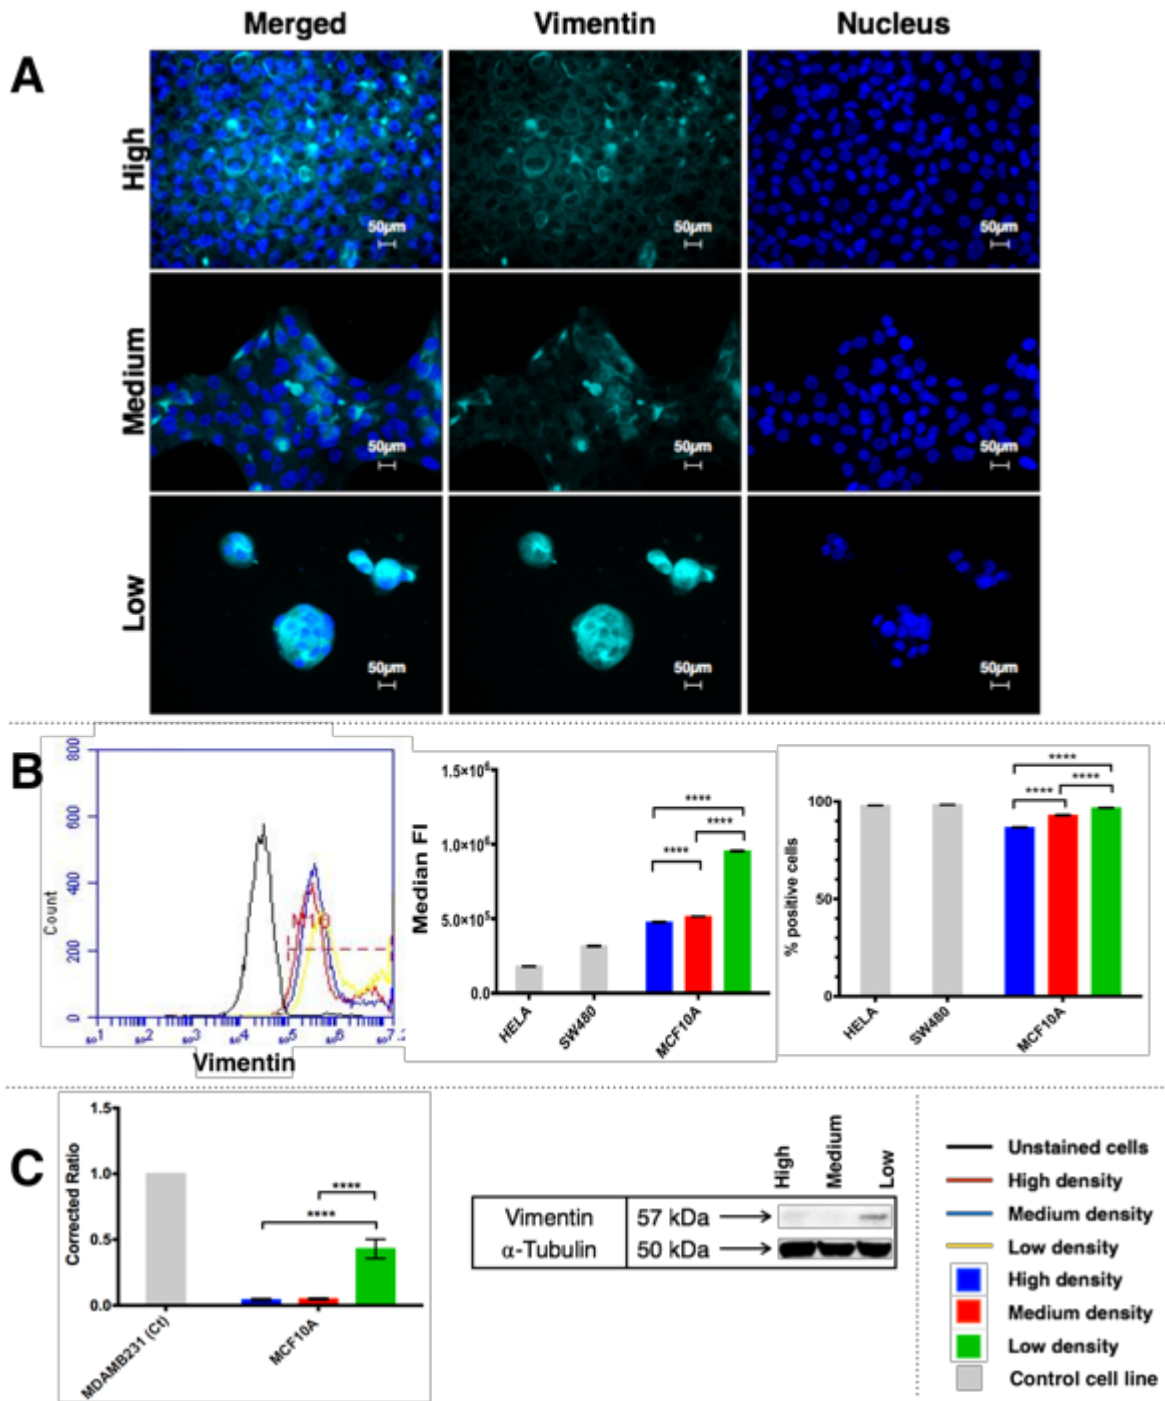 Merged Vimentin Nucleus
A
High
50µm 50µm 50µm
Medium
50µm 50µm 50µm
Low
50µm 50µm 50µm
B
800
600
400
200
0
Count
Vimentin
1.5×10⁶
1.0×10⁶
5.0×10⁵
0.0
Median FI
****
****
****
HELA SW480 MCF10A
100
50
0
% positive cells
****
**** ****
HELA SW480 MCF10A
C
1.5
1.0
0.5
0.0
Corrected Ratio
****
****
MDAMB231 (Ct) MCF10A
High Medium Low
Vimentin 57 kDa
α-Tubulin 50 kDa
Unstained cells
High density
Medium density
Low density
High density
Medium density
Low density
Control cell line